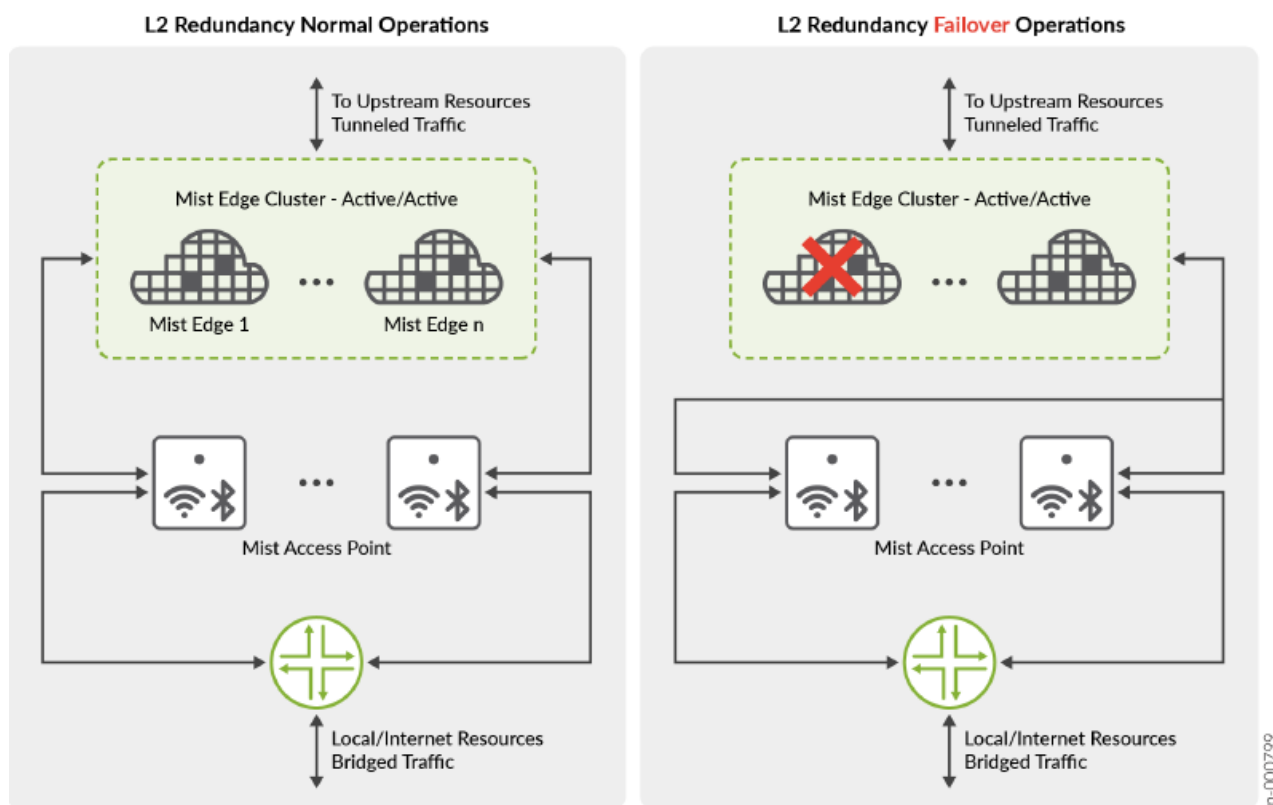 L2 Redundancy Normal Operations
To Upstream Resources
Tunneled Traffic
Mist Edge Cluster - Active/Active
Mist Edge 1
Mist Edge n
Mist Access Point
Local/Internet Resources
Bridged Traffic
L2 Redundancy Failover Operations
To Upstream Resources
Tunneled Traffic
Mist Edge Cluster - Active/Active
Mist Access Point
Local/Internet Resources
Bridged Traffic